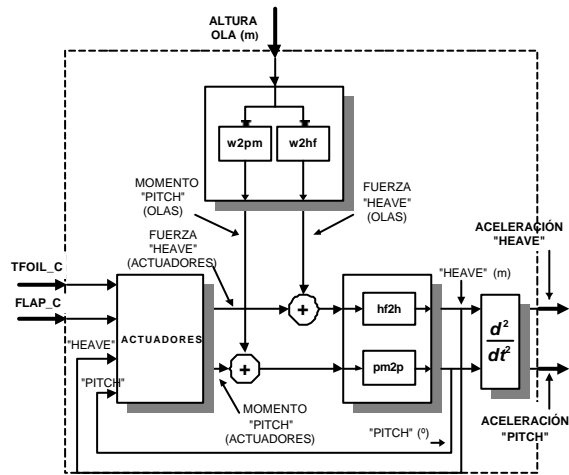 ALTURA
OLA (m)
w2pm
w2hf
MOMENTO
"PITCH"
(OLAS)
FUERZA
"HEAVE"
(OLAS)
ACELERACIÓN
"HEAVE"
FUERZA
"HEAVE"
(ACTUADORES)
TFOIL_C
FLAP_C
"HEAVE"
"PITCH"
ACTUADORES
+
+
hf2h
pm2p
"HEAVE" (m)
d²
dt²
MOMENTO
"PITCH"
(ACTUADORES)
"PITCH" (º)
ACELERACIÓN
"PITCH"